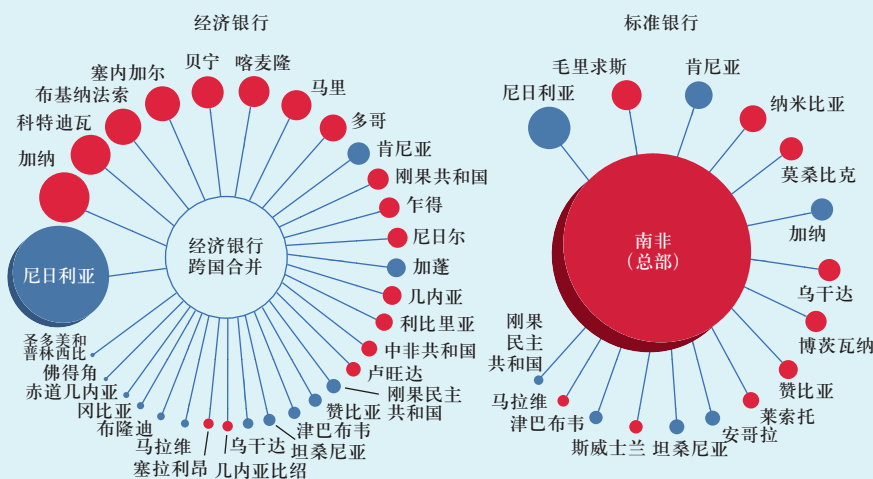 经济银行
尼日利亚
加纳
科特迪瓦
布基纳法索
塞内加尔
贝宁
喀麦隆
马里
多哥
肯尼亚
刚果共和国
乍得
尼日尔
加蓬
几内亚
利比里亚
中非共和国
卢旺达
刚果民主
共和国
赞比亚
津巴布韦
坦桑尼亚
乌干达
几内亚比绍
塞拉利昂
马拉维
布隆迪
冈比亚
赤道几内亚
佛得角
圣多美和
普林西比
经济银行
跨国合并
标准银行
尼日利亚
毛里求斯
肯尼亚
纳米比亚
莫桑比克
加纳
乌干达
博茨瓦纳
赞比亚
莱索托
安哥拉
坦桑尼亚
斯威士兰
津巴布韦
马拉维
刚果
民主
共和国
南非
(总部)